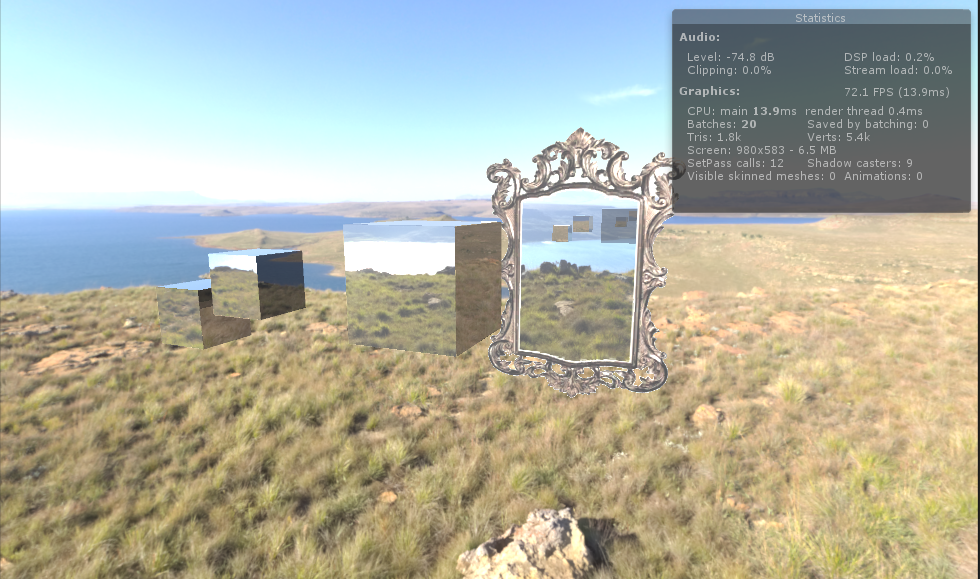 Statistics
Audio:
Level: -74.8 dB DSP load: 0.2%
Clipping: 0.0% Stream load: 0.0%
Graphics: 72.1 FPS (13.9ms)
CPU: main 13.9ms render thread 0.4ms
Batches: 20 Saved by batching: 0
Tris: 1.8k Verts: 5.4k
Screen: 980x583 - 6.5 MB
SetPass calls: 12 Shadow casters: 9
Visible skinned meshes: 0 Animations: 0